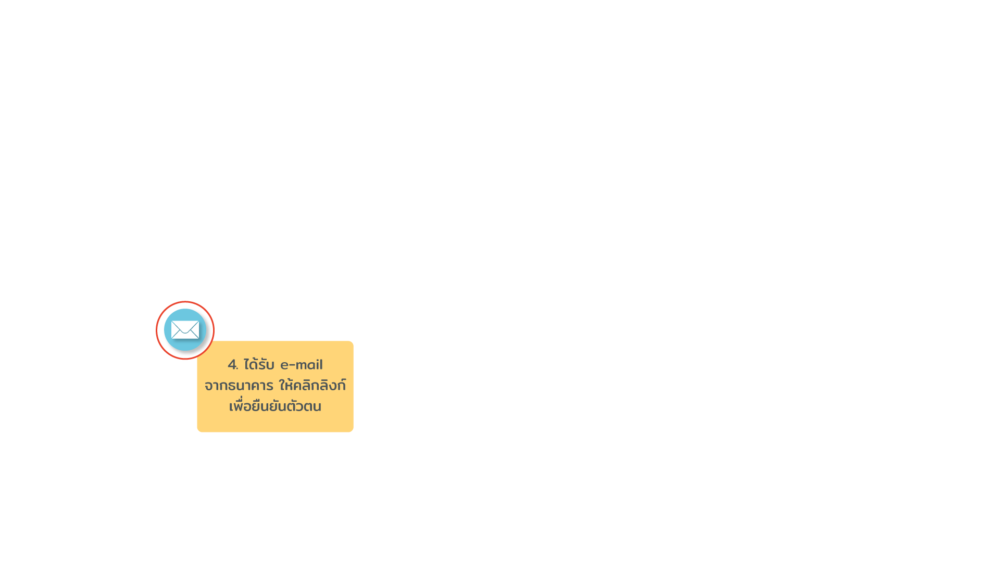 4. ได้รับ e-mail
จากธนาคาร ให้คลิกลิงก์
เพื่อยืนยันตัวตน